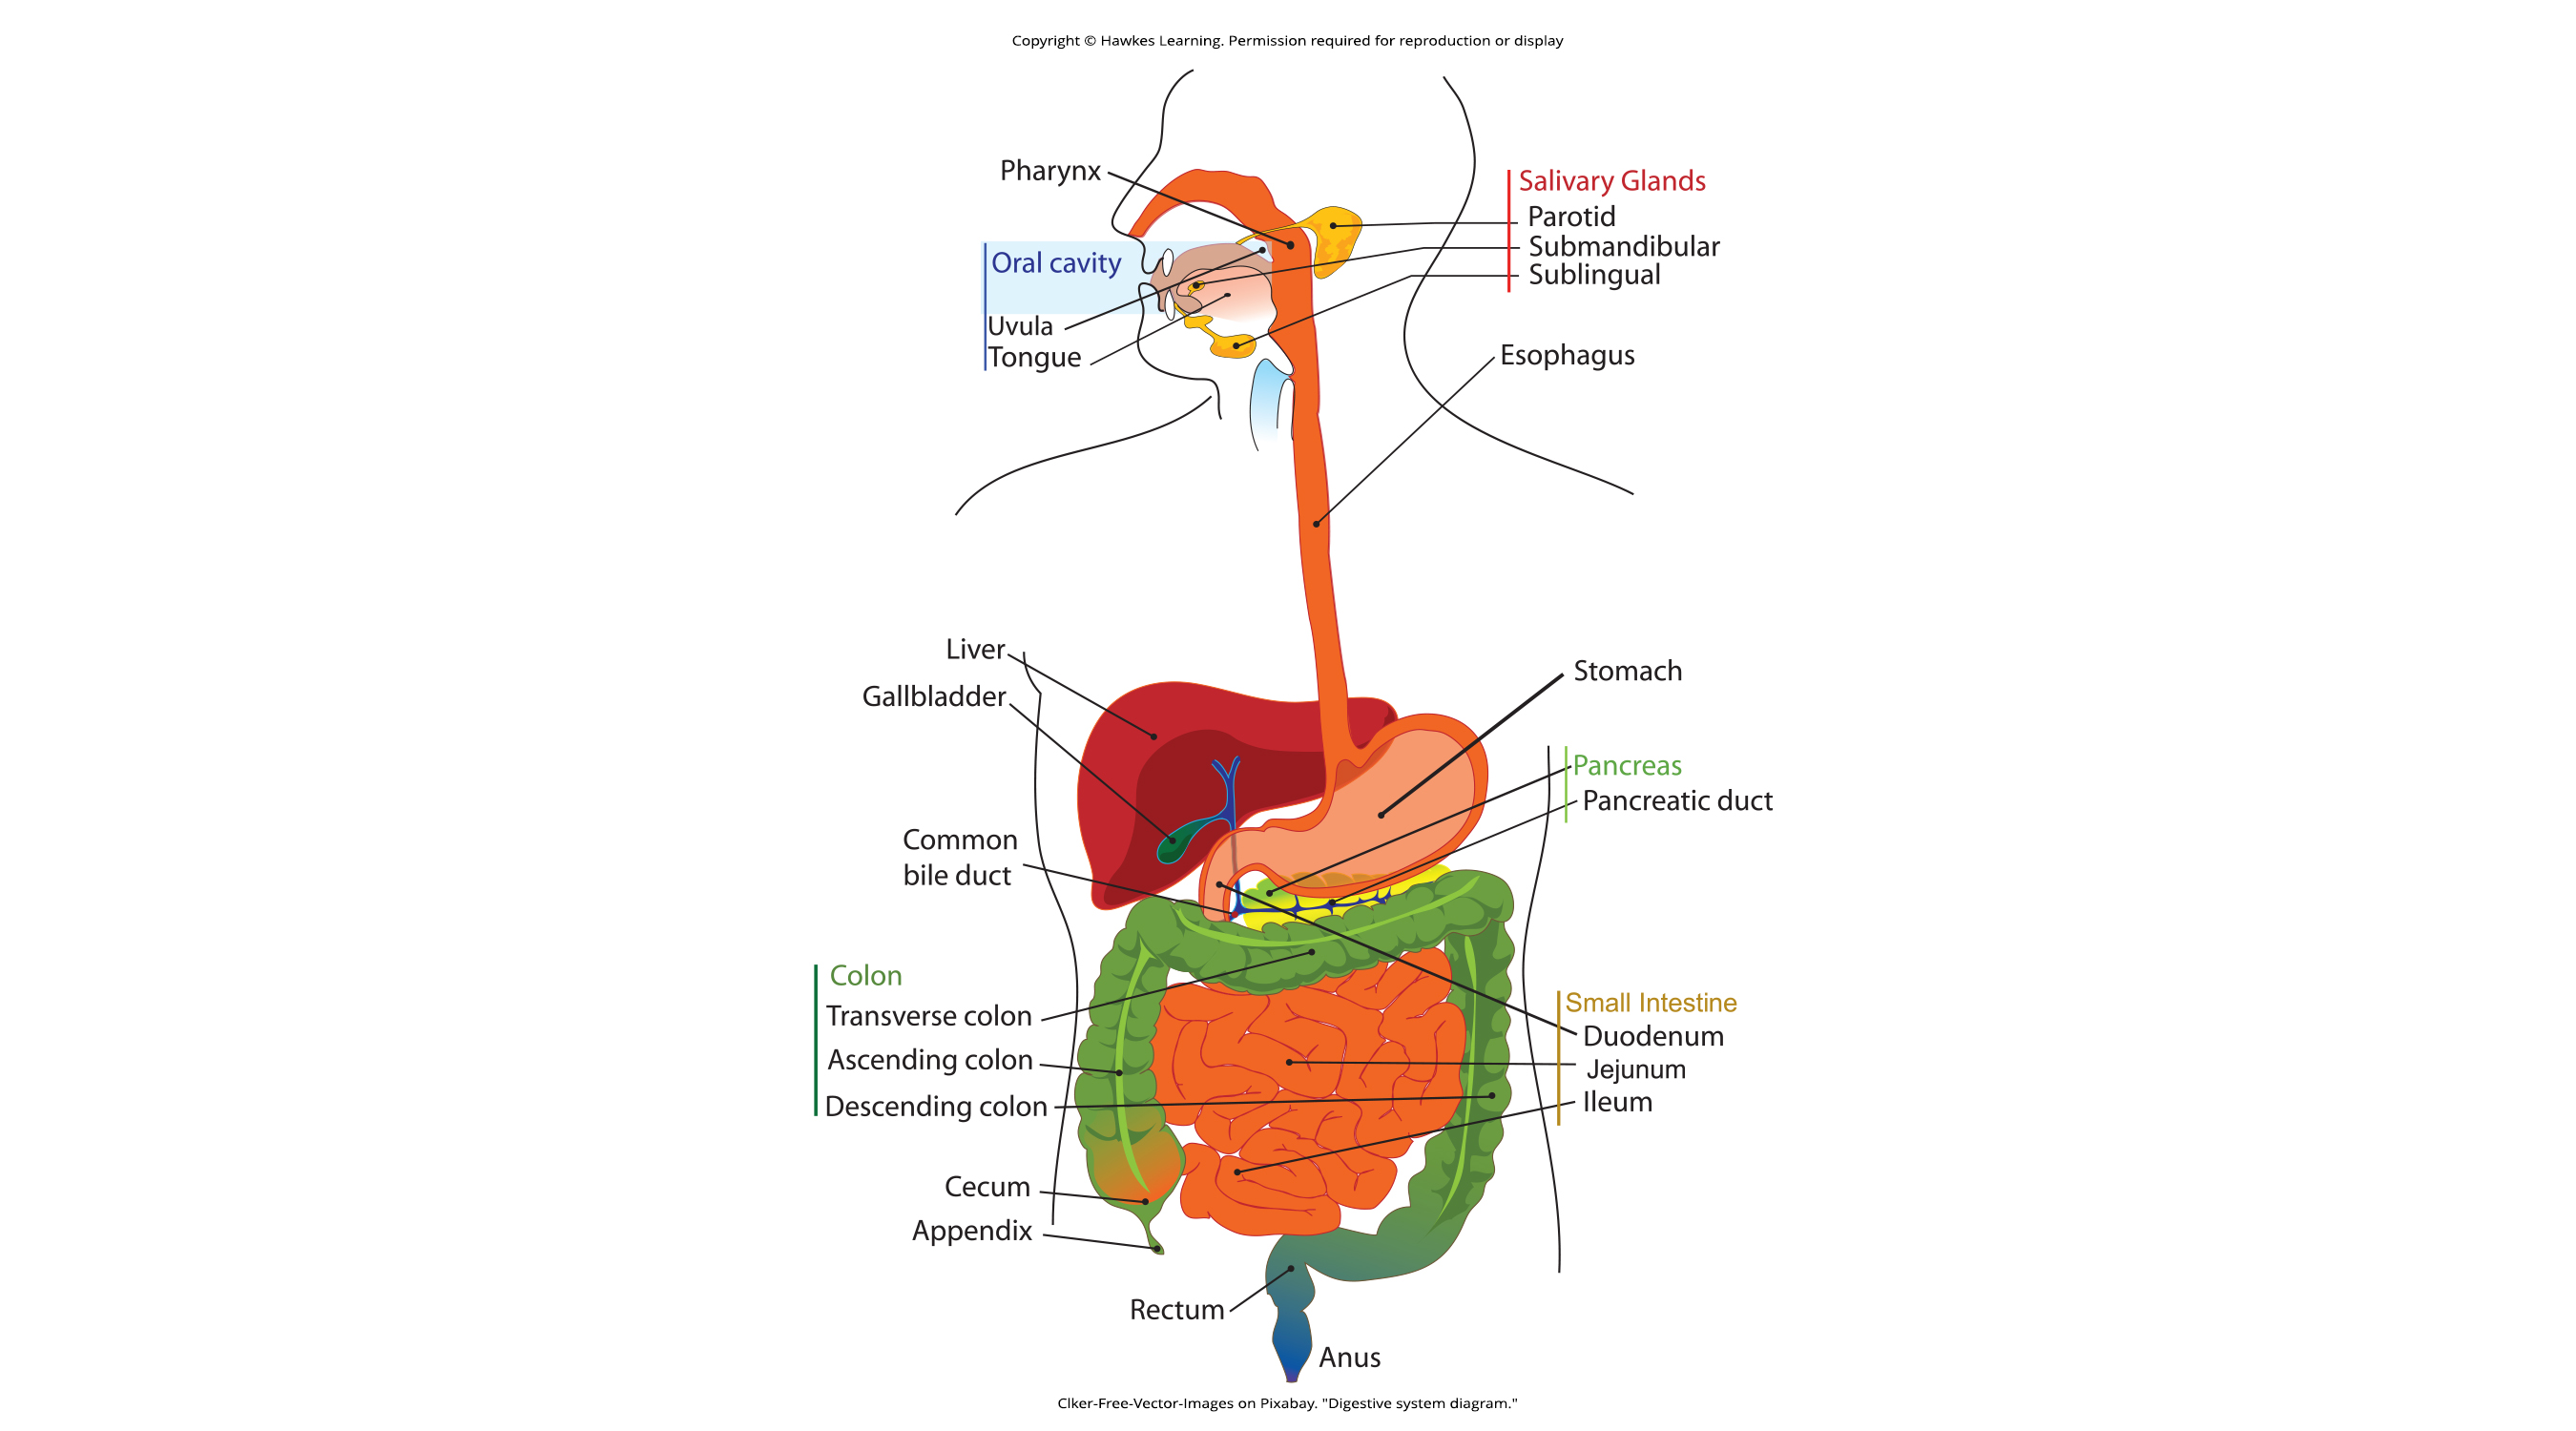 Copyright © Hawkes Learning. Permission required for reproduction or display
Pharynx
Salivary Glands
Parotid
Submandibular
Sublingual
Oral cavity
Uvula
Tongue
Esophagus
Liver
Gallbladder
Stomach
Pancreas
Pancreatic duct
Common
bile duct
Colon
Transverse colon
Ascending colon
Descending colon
Small Intestine
Duodenum
Jejunum
Ileum
Cecum
Appendix
Rectum
Anus
Clker-Free-Vector-Images on Pixabay. "Digestive system diagram."